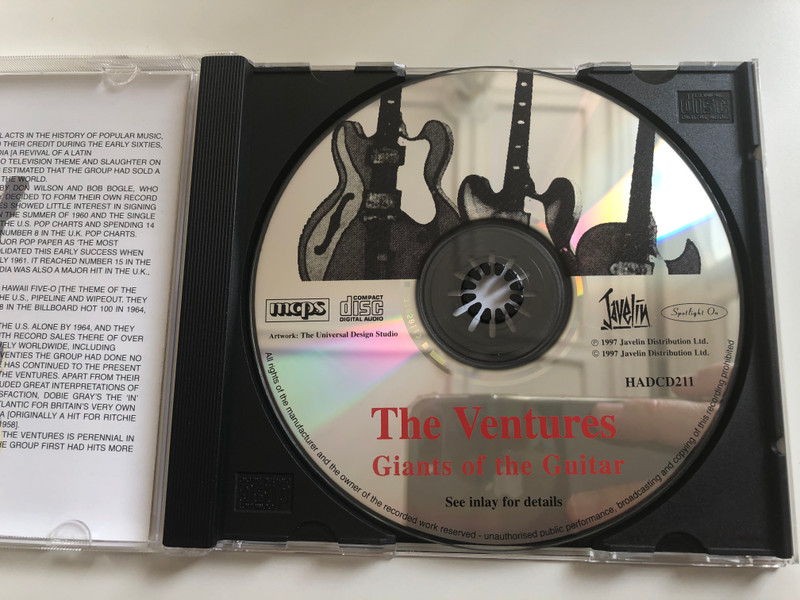 L ACTS IN THE HISTORY OF POPULAR MUSIC,
THEIR CREDIT DURING THE EARLY SIXTIES,
DIA [A REVIVAL OF A LATIN
O TELEVISION THEME AND SLAUGHTER ON
ESTIMATED THAT THE GROUP HAD SOLD A
THE WORLD.
BY DON WILSON AND BOB BOGLE, WHO
Y DECIDED TO FORM THEIR OWN RECORD
ES SHOWED LITTLE INTEREST IN SIGNING
N THE SUMMER OF 1960 AND THE SINGLE
THE U.S. POP CHARTS AND SPENDING 14
NUMBER 8 IN THE U.K. POP CHARTS.
AJOR POP PAPER AS 'THE MOST
OLIDATED THIS EARLY SUCCESS WHEN
LY 1961. IT REACHED NUMBER 15 IN THE
DIA WAS ALSO A MAJOR HIT IN THE U.K.,
HAWAII FIVE-O [THE THEME OF THE
HE U.S., PIPELINE AND WIPEOUT. THEY
8 IN THE BILLBOARD HOT 100 IN 1964,
THE U.S. ALONE BY 1964, AND THEY
ITH RECORD SALES THERE OF OVER
ELY WORLDWIDE, INCLUDING
VENTIES THE GROUP HAD DONE NO
HAS CONTINUED TO THE PRESENT
THE VENTURES. APART FROM THEIR
UDED GREAT INTERPRETATIONS OF
SFACTION, DOBIE GRAY'S THE 'IN'
TLANTIC FOR BRITAIN'S VERY OWN
A [ORIGINALLY A HIT FOR RITCHIE
1958].
THE VENTURES IS PERENNIAL IN
HE GROUP FIRST HAD HITS MORE
mcps
COMPACT
disc
DIGITAL AUDIO
Javelin
Spotlight On
Artwork: The Universal Design Studio
℗ 1997 Javelin Distribution Ltd.
© 1997 Javelin Distribution Ltd.
HADCD211
The Ventures
Giants of the Guitar
See inlay for details
All rights of the manufacturer and the owner of the recorded work reserved - unauthorised public performance, broadcasting and copying of this recording prohibited